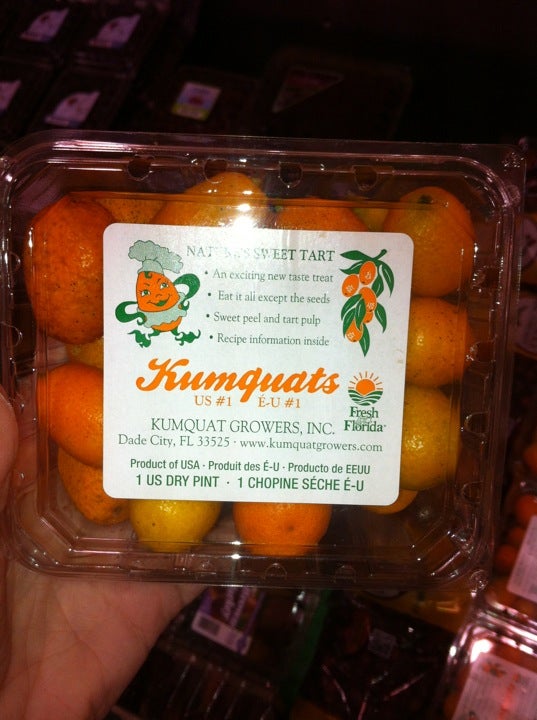 NATURE'S SWEET TART
• An exciting new taste treat
• Eat it all except the seeds
• Sweet peel and tart pulp
• Recipe information inside
Kumquats
US #1 É-U #1
Fresh
Florida
KUMQUAT GROWERS, INC.
Dade City, FL 33525 · www.kumquatgrowers.com
Product of USA · Produit des É-U · Producto de EEUU
1 US DRY PINT · 1 CHOPINE SÉCHE É-U